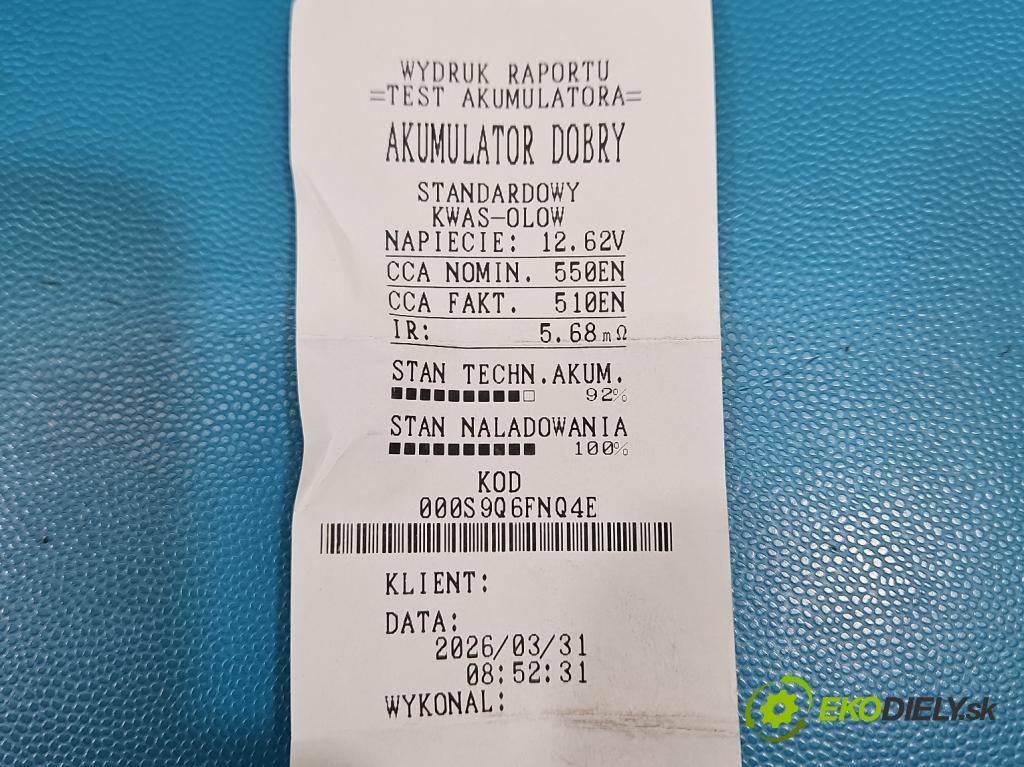 WYDRUK RAPORTU
=TEST AKUMULATORA=
AKUMULATOR DOBRY
STANDARDOWY
KWAS-OLOW
NAPIECIE: 12.62V
CCA NOMIN. 550EN
CCA FAKT. 510EN
IR: 5.68mΩ
STAN TECHN.AKUM.
92%
STAN NALADOWANIA
100%
KOD
000S9Q6FNQ4E
KLIENT:
DATA:
2026/03/31
08:52:31
WYKONAL:
EKODIELY.sk